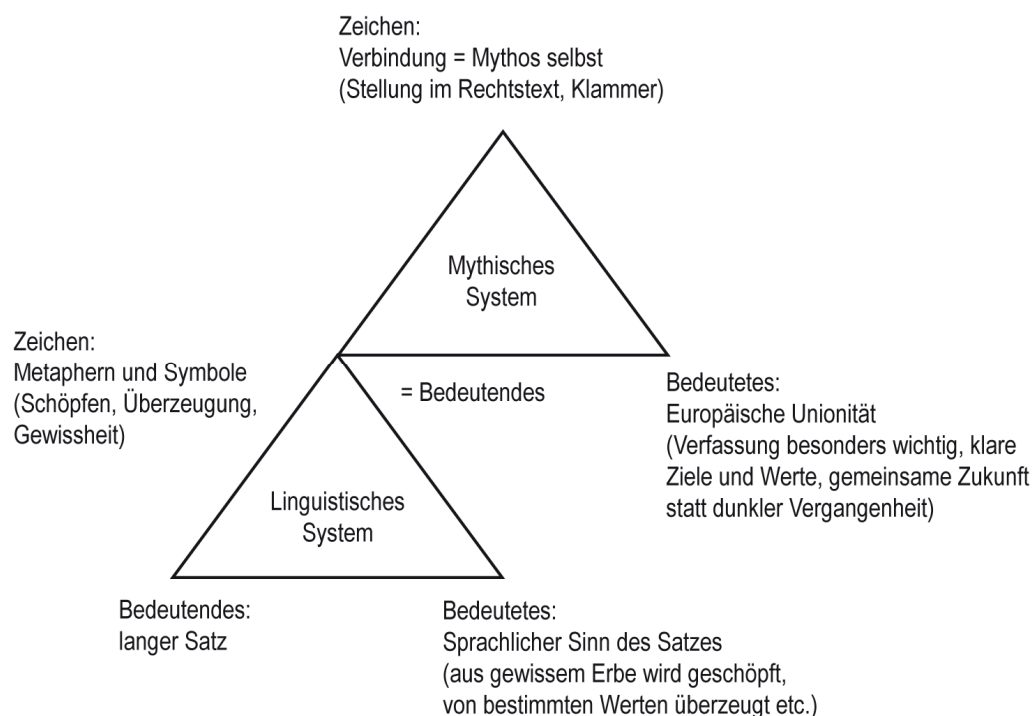 Zeichen:
Verbindung = Mythos selbst
(Stellung im Rechtstext, Klammer)
Mythisches
System
Zeichen:
Metaphern und Symbole
(Schöpfen, Überzeugung,
Gewissheit)
= Bedeutendes
Bedeutetes:
Europäische Unionität
(Verfassung besonders wichtig, klare
Ziele und Werte, gemeinsame Zukunft
statt dunkler Vergangenheit)
Linguistisches
System
Bedeutendes:
langer Satz
Bedeutetes:
Sprachlicher Sinn des Satzes
(aus gewissem Erbe wird geschöpft,
von bestimmten Werten überzeugt etc.)